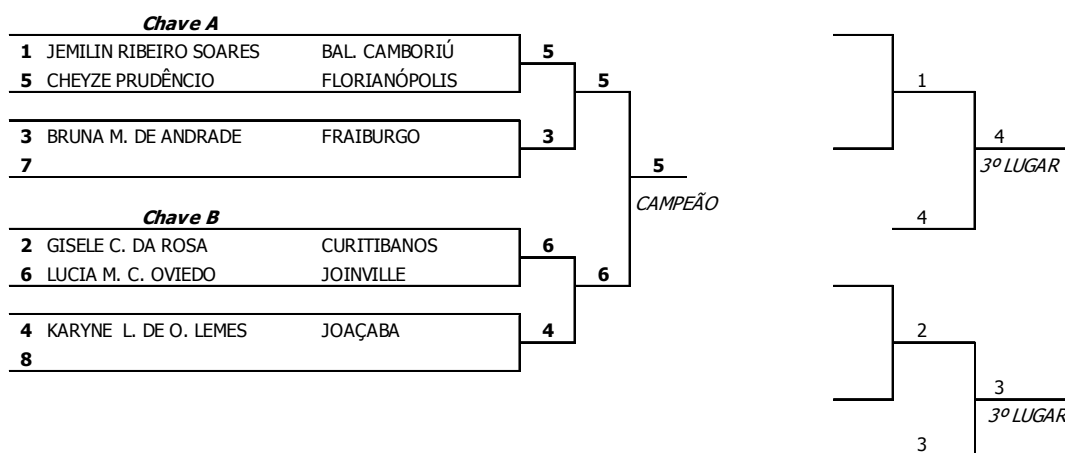 Chave A
1 JEMILIN RIBEIRO SOARES BAL. CAMBORIÚ 5
5 CHEYZE PRUDÊNCIO FLORIANÓPOLIS
5
1
3 BRUNA M. DE ANDRADE FRAIBURGO 3
4
7
3º LUGAR
5
CAMPEÃO
Chave B
4
2 GISELE C. DA ROSA CURITIBANOS 6
6 LUCIA M. C. OVIEDO JOINVILLE
6
4 KARYNE L. DE O. LEMES JOAÇABA 4
2
8
3
3º LUGAR
3